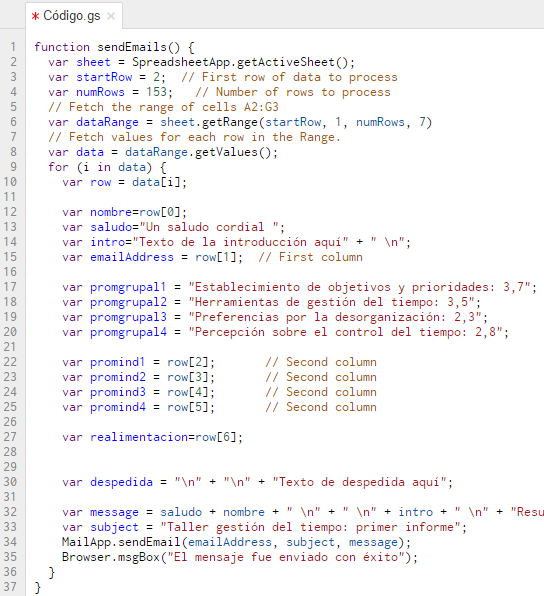 * Código.gs ×
1 function sendEmails() {
2 var sheet = SpreadsheetApp.getActiveSheet();
3 var startRow = 2; // First row of data to process
4 var numRows = 153; // Number of rows to process
5 // Fetch the range of cells A2:G3
6 var dataRange = sheet.getRange(startRow, 1, numRows, 7)
7 // Fetch values for each row in the Range.
8 var data = dataRange.getValues();
9 for (i in data) {
10 var row = data[i];
11
12 var nombre=row[0];
13 var saludo="Un saludo cordial ";
14 var intro="Texto de la introducción aquí" + " \n";
15 var emailAddress = row[1]; // First column
16
17 var promgrupal1 = "Establecimiento de objetivos y prioridades: 3,7";
18 var promgrupal2 = "Herramientas de gestión del tiempo: 3,5";
19 var promgrupal3 = "Preferencias por la desorganización: 2,3";
20 var promgrupal4 = "Percepción sobre el control del tiempo: 2,8";
21
22 var promind1 = row[2]; // Second column
23 var promind2 = row[3]; // Second column
24 var promind3 = row[4]; // Second column
25 var promind4 = row[5]; // Second column
26
27 var realimentacion=row[6];
28
29
30 var despedida = "\n" + "\n" + "Texto de despedida aquí";
31
32 var message = saludo + nombre + " \n" + " \n" + intro + " \n" + "Resu
33 var subject = "Taller gestión del tiempo: primer informe";
34 MailApp.sendEmail(emailAddress, subject, message);
35 Browser.msgBox("El mensaje fue enviado con éxito");
36 }
37 }